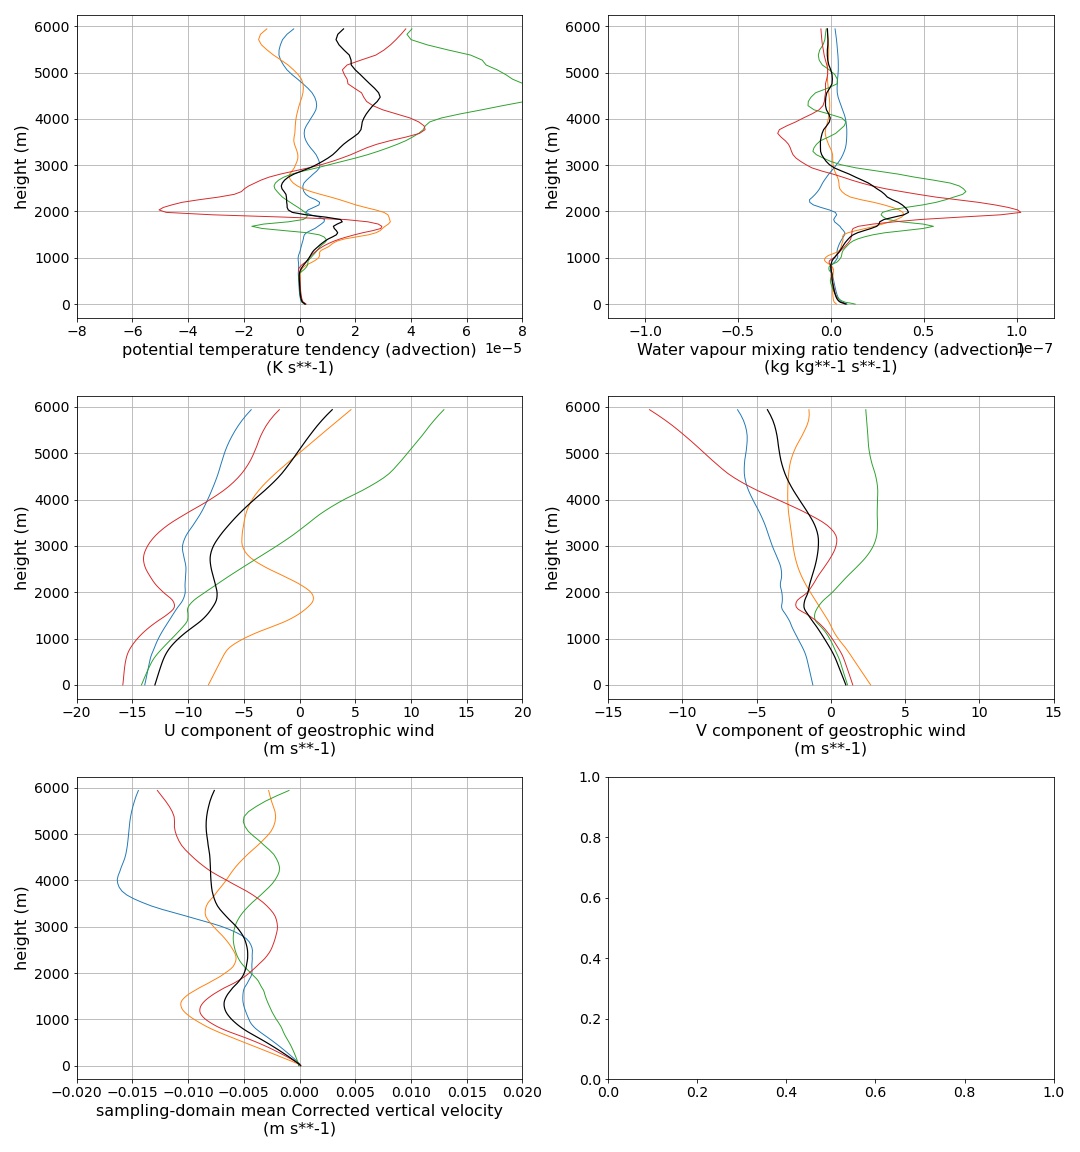 6000
5000
4000
3000
2000
1000
0
height (m)
−8 −6 −4 −2 0 2 4 6 8
1e−5
potential temperature tendency (advection)
(K s**-1)
6000
5000
4000
3000
2000
1000
0
height (m)
−1.0 −0.5 0.0 0.5 1.0
1e−7
Water vapour mixing ratio tendency (advection)
(kg kg**-1 s**-1)
6000
5000
4000
3000
2000
1000
0
height (m)
−20 −15 −10 −5 0 5 10 15 20
U component of geostrophic wind
(m s**-1)
6000
5000
4000
3000
2000
1000
0
height (m)
−15 −10 −5 0 5 10 15
V component of geostrophic wind
(m s**-1)
6000
5000
4000
3000
2000
1000
0
height (m)
−0.020 −0.015 −0.010 −0.005 0.000 0.005 0.010 0.015 0.020
sampling-domain mean Corrected vertical velocity
(m s**-1)
1.0
0.8
0.6
0.4
0.2
0.0
0.0 0.2 0.4 0.6 0.8 1.0